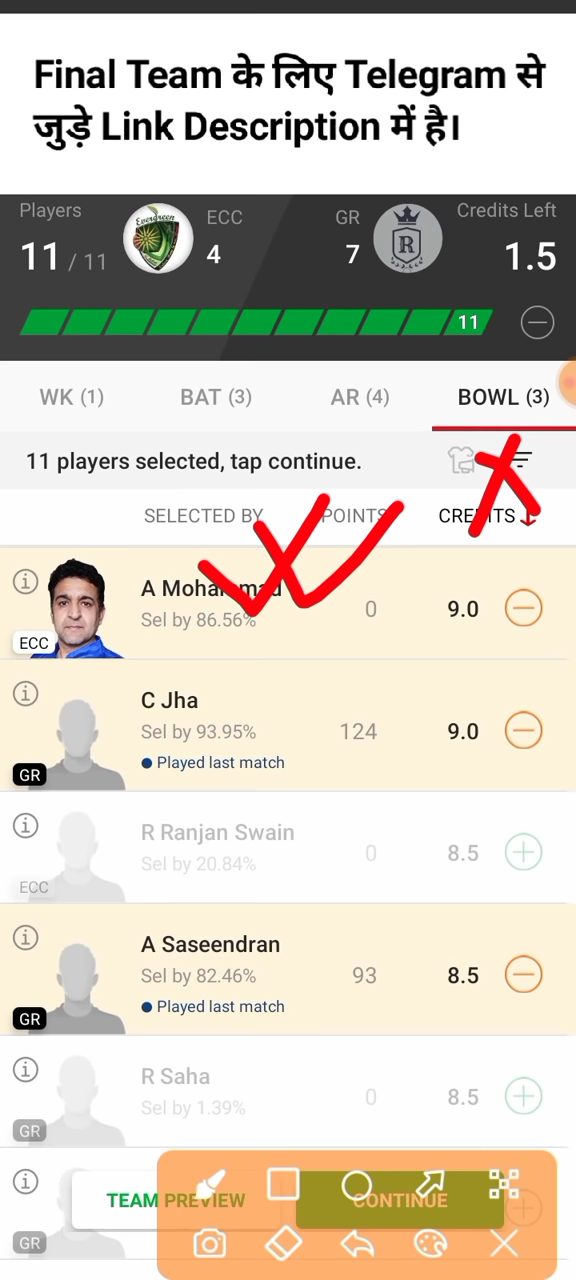 Final Team के लिए Telegram से
जुड़े Link Description में है।
Players
ECC
GR
Credits Left
11 / 11
Evergreen
4
7
R
1.5
11
WK (1)
BAT (3)
AR (4)
BOWL (3)
11 players selected, tap continue.
SELECTED BY
POINTS
CREDITS
A Mohammad
Sel by 86.56%
0
9.0
ECC
C Jha
Sel by 93.95%
124
9.0
Played last match
GR
R Ranjan Swain
Sel by 20.84%
0
8.5
ECC
A Saseendran
Sel by 82.46%
93
8.5
Played last match
GR
R Saha
Sel by 1.39%
0
8.5
GR
TEAM PREVIEW
CONTINUE
GR